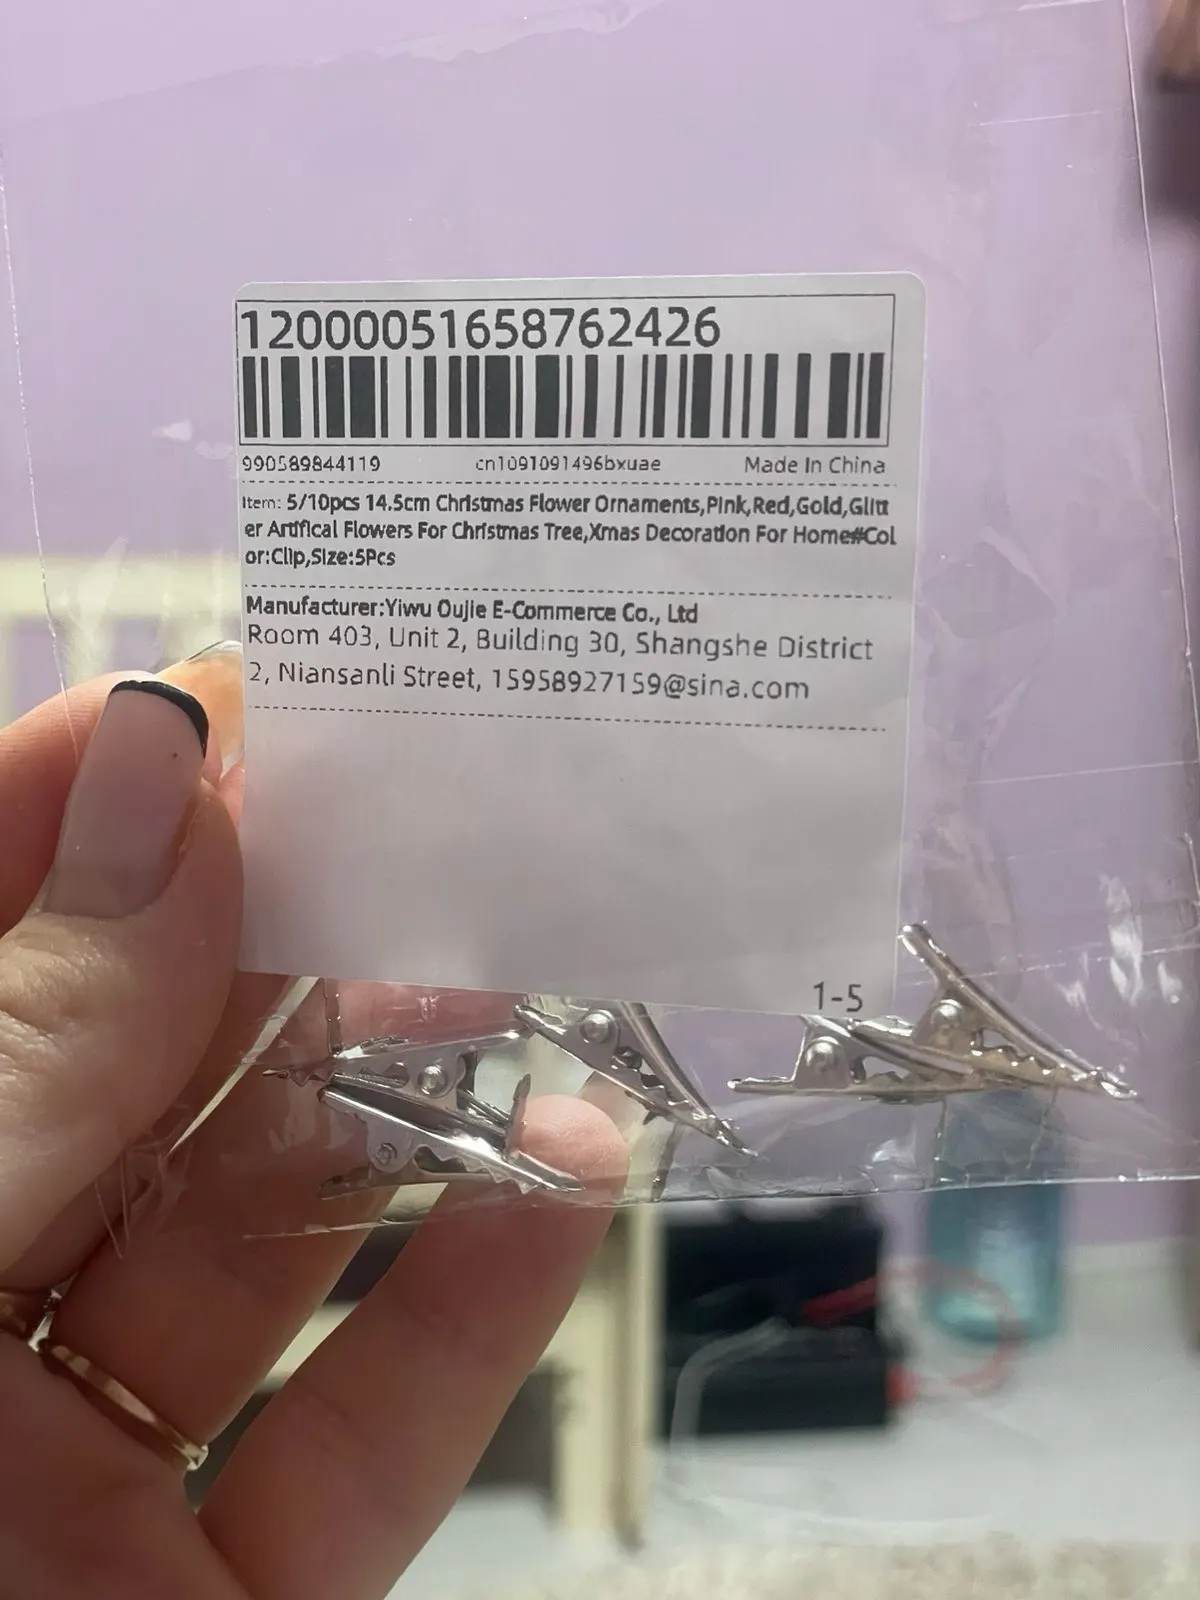 12000051658762426
990589844119 cn1091091496bxuae Made In China
Item: 5/10pcs 14.5cm Christmas Flower Ornaments,Pink,Red,Gold,Glitt
er Artifical Flowers For Christmas Tree,Xmas Decoration For Home#Col
or:Clip,Size:5Pcs
Manufacturer:Yiwu Oujie E-Commerce Co., Ltd
Room 403, Unit 2, Building 30, Shangshe District
2, Niansanli Street, 15958927159@sina.com
1-5